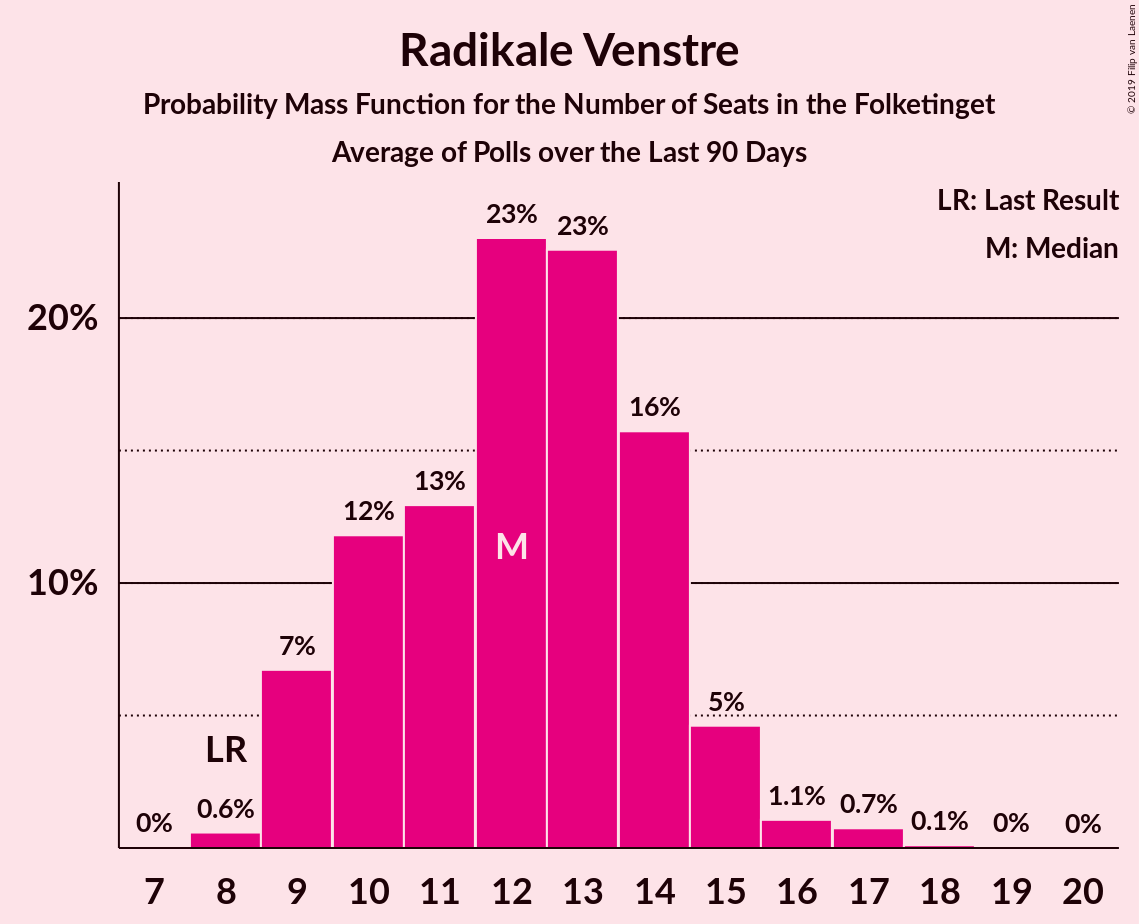 Radikale Venstre
Probability Mass Function for the Number of Seats in the Folketinget
Average of Polls over the Last 90 Days
© 2019 Filip van Laenen
LR: Last Result
M: Median
20%
10%
0%
0.6%
LR
7%
12%
13%
23%
M
23%
16%
5%
1.1%
0.7%
0.1%
0%
0%
7 8 9 10 11 12 13 14 15 16 17 18 19 20